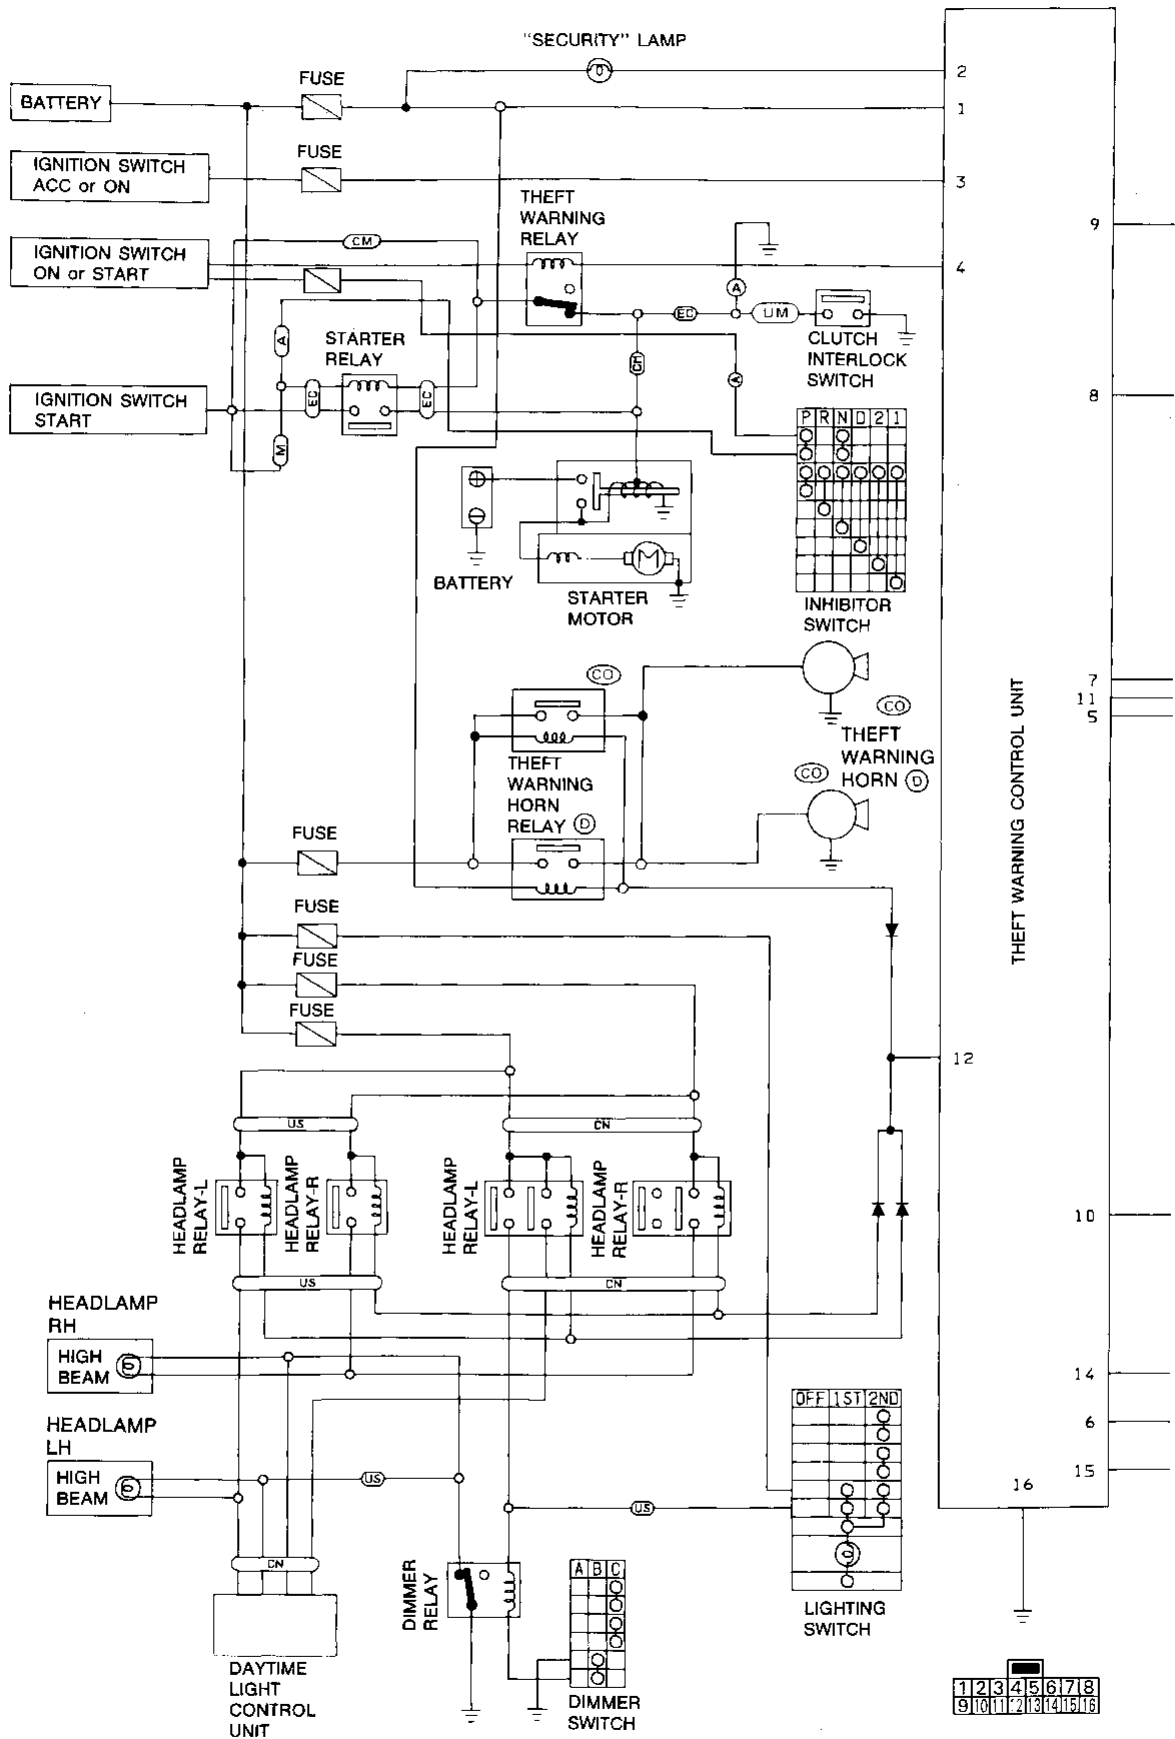 "SECURITY" LAMP
FUSE
2
BATTERY
1
IGNITION SWITCH
ACC or ON
FUSE
3
THEFT
WARNING
RELAY
9
IGNITION SWITCH
ON or START
CM
4
A
EC
UM
A
STARTER
RELAY
CH
CLUTCH
INTERLOCK
SWITCH
A
IGNITION SWITCH
START
EC
EC
8
M
P R N D 2 1
M
BATTERY
STARTER
MOTOR
INHIBITOR
SWITCH
CO
7
11
5
CO
THEFT
WARNING
HORN D
THEFT
WARNING
HORN
RELAY D
CO
THEFT WARNING CONTROL UNIT
FUSE
FUSE
FUSE
FUSE
12
US
CN
HEADLAMP
RELAY-L
HEADLAMP
RELAY-R
HEADLAMP
RELAY-L
HEADLAMP
RELAY-R
10
US
CN
HEADLAMP
RH
HIGH
BEAM
14
OFF 1ST 2ND
HEADLAMP
LH
6
HIGH
BEAM
US
15
16
US
CN
DIMMER
RELAY
A B C
LIGHTING
SWITCH
DAYTIME
LIGHT
CONTROL
UNIT
DIMMER
SWITCH
1 2 3 4 5 6 7 8
9 10 11 12 13 14 15 16